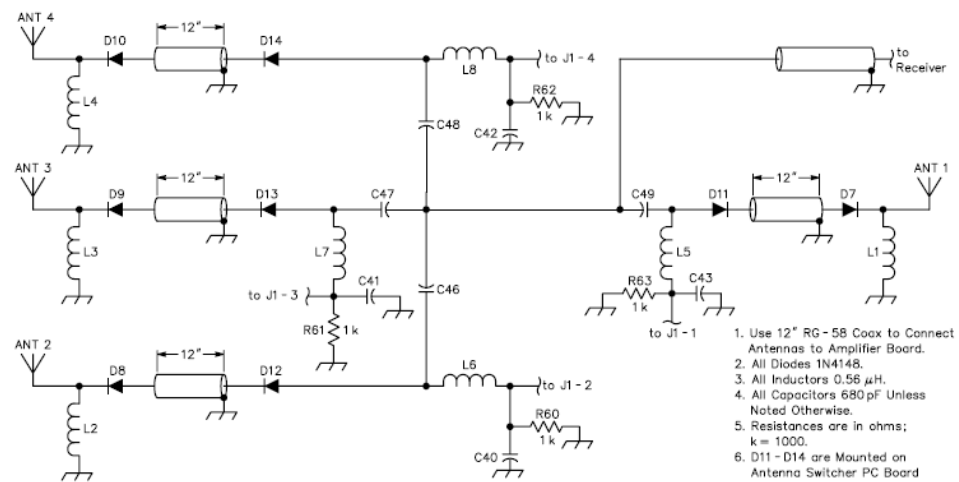 ANT 4
12"
D10
D14
L4
L8
to J1-4
R62
1k
C42
C48
to
Receiver
ANT 3
12"
D9
D13
C47
L3
L7
to J1-3
C41
R61
1k
C46
C49
D11
12"
D7
ANT 1
L5
L1
R63
1k
C43
to J1-1
ANT 2
12"
D8
D12
L2
L6
to J1-2
R60
1k
C40
1. Use 12" RG-58 Coax to Connect
Antennas to Amplifier Board.
2. All Diodes 1N4148.
3. All Inductors 0.56 μH.
4. All Capacitors 680 pF Unless
Noted Otherwise.
5. Resistances are in ohms;
k = 1000.
6. D11-D14 are Mounted on
Antenna Switcher PC Board